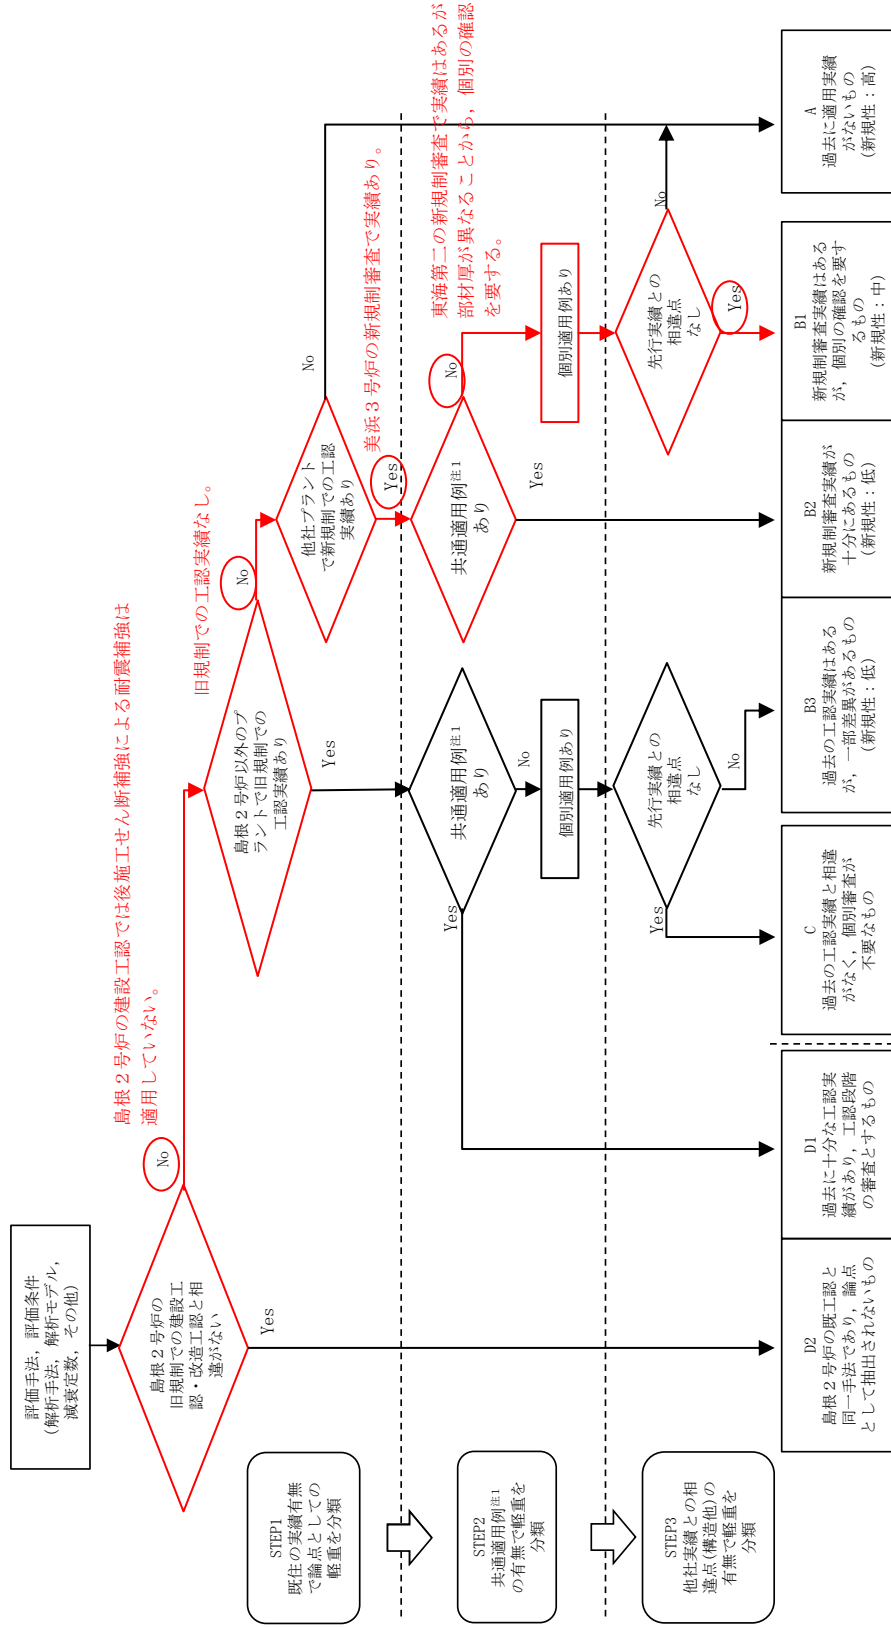 評価手法，評価条件
(解析手法，解析モデル，
減衰定数，その他)
島根２号炉の
旧規制での建設工
認・改造工認と相
違がない
No
Yes
島根２号炉の建設工認では後施工せん断補強による耐震補強は
適用していない。
島根２号炉以外のプ
ラントで旧規制での
工認実績あり
No
Yes
旧規制での工認実績なし。
他社プラント
で新規制での工認
実績あり
No
Yes
美浜３号炉の新規制審査で実績あり。
STEP1
既往の実績有無
で論点としての
軽重を分類
STEP2
共通適用例注1
の有無で軽重を
分類
STEP3
他社実績との相
違点(構造他)の
有無で軽重を
分類
共通適用例注1
あり
Yes
No
個別適用例あり
先行実績との
相違点
なし
Yes
No
共通適用例注1
あり
No
Yes
東海第二の新規制審査で実績はあるが
部材厚が異なることから，個別の確認
を要する。
個別適用例あり
先行実績との
相違点
なし
No
Yes
D2
島根２号炉の既工認と
同一手法であり，論点
として抽出されないもの
D1
過去に十分な工認実
績があり，工認段階
の審査とするもの
C
過去の工認実績と相違
がなく，個別審査が
不要なもの
B3
過去の工認実績はある
が，一部差異があるもの
(新規性：低)
B2
新規制審査実績が
十分にあるもの
(新規性：低)
B1
新規制審査実績はある
が，個別の確認を要す
るもの
(新規性：中)
A
過去に適用実績
がないもの
(新規性：高)